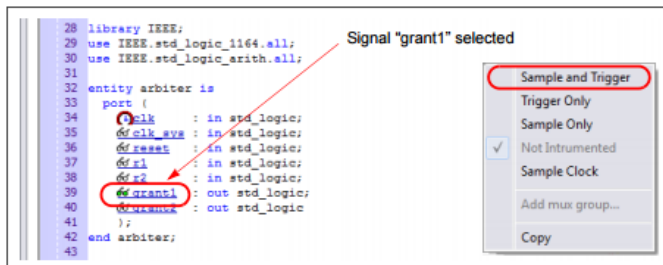 28 library IEEE;
29 use IEEE.std_logic_1164.all;
30 use IEEE.std_logic_arith.all;
31
32 entity arbiter is
33 port (
34 clk : in std_logic;
35 clk_sys : in std_logic;
36 reset : in std_logic;
37 r1 : in std_logic;
38 r2 : in std_logic;
39 grant1 : out std_logic;
40 grant2 : out std_logic
41 );
42 end arbiter;
43
Signal "grant1" selected
Sample and Trigger
Trigger Only
Sample Only
Not Intrumented
Sample Clock
Add mux group...
Copy